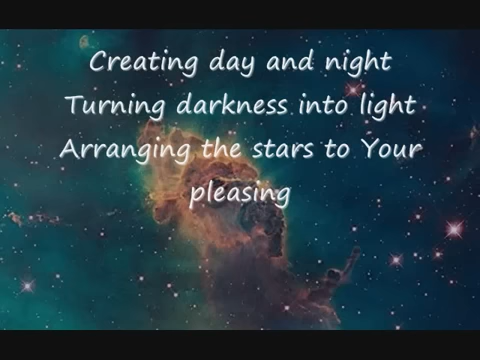 Creating day and night
Turning darkness into light
Arranging the stars to Your
pleasing